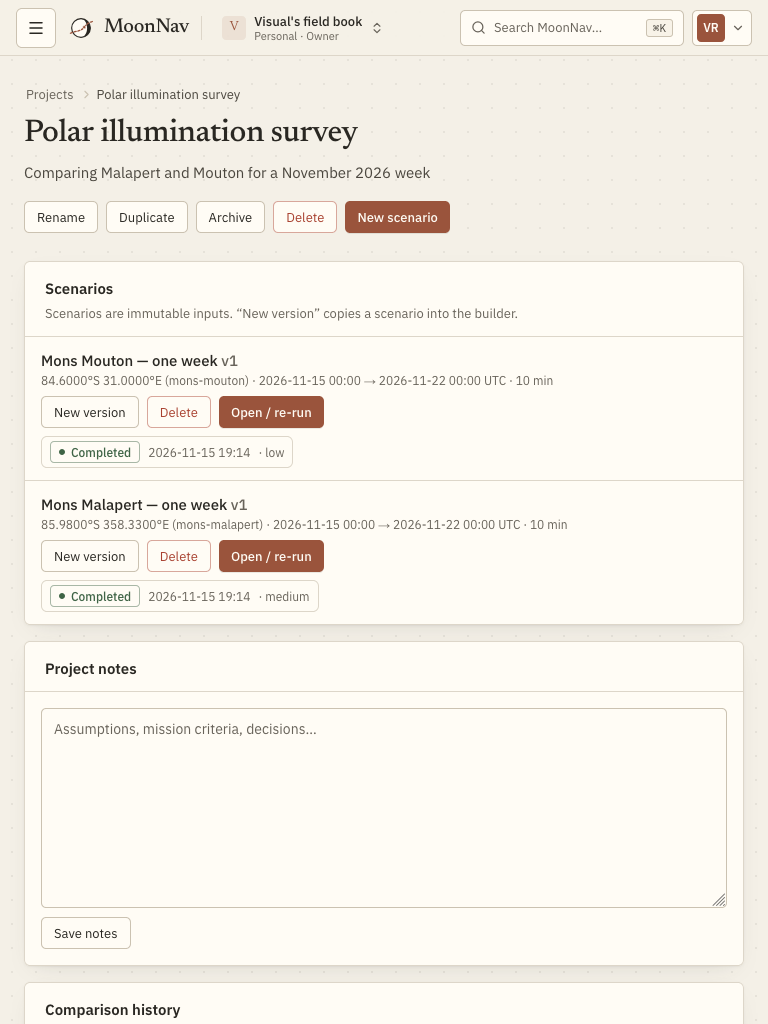 MoonNav
V
Visual's field book
Personal · Owner
Search MoonNav...
⌘K
VR
Projects
Polar illumination survey
Polar illumination survey
Comparing Malapert and Mouton for a November 2026 week
Rename
Duplicate
Archive
Delete
New scenario
Scenarios
Scenarios are immutable inputs. “New version” copies a scenario into the builder.
Mons Mouton — one week v1
84.6000°S 31.0000°E (mons-mouton) · 2026-11-15 00:00 → 2026-11-22 00:00 UTC · 10 min
New version
Delete
Open / re-run
Completed 2026-11-15 19:14 · low
Mons Malapert — one week v1
85.9800°S 358.3300°E (mons-malapert) · 2026-11-15 00:00 → 2026-11-22 00:00 UTC · 10 min
New version
Delete
Open / re-run
Completed 2026-11-15 19:14 · medium
Project notes
Assumptions, mission criteria, decisions...
Save notes
Comparison history